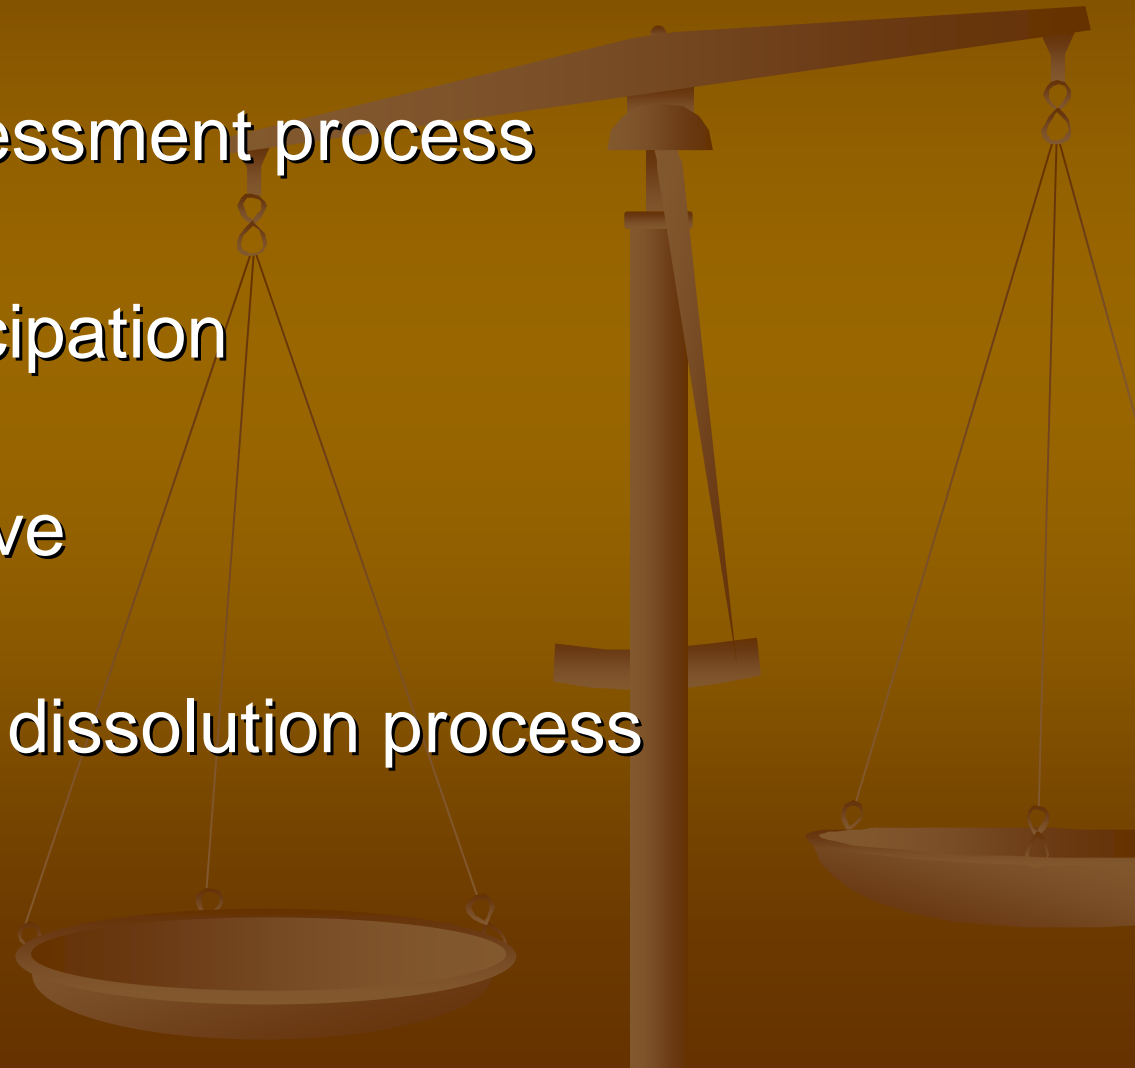 essment process
cipation
ve
dissolution process